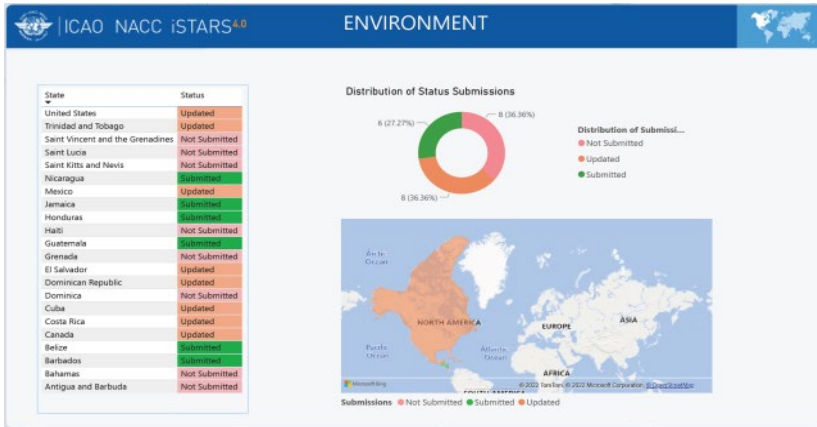 ICAO NACC iSTARS4.0
ENVIRONMENT
State Status
United States Updated
Trinidad and Tobago Updated
Saint Vincent and the Grenadines Not Submitted
Saint Lucia Not Submitted
Saint Kitts and Nevis Not Submitted
Nicaragua Submitted
Mexico Updated
Jamaica Submitted
Honduras Submitted
Haiti Not Submitted
Guatemala Submitted
Grenada Not Submitted
El Salvador Updated
Dominican Republic Updated
Dominica Not Submitted
Cuba Updated
Costa Rica Updated
Canada Updated
Belize Submitted
Barbados Submitted
Bahamas Not Submitted
Antigua and Barbuda Not Submitted
Distribution of Status Submissions
8 (36.36%)
6 (27.27%)
8 (36.36%)
Distribution of Submissi...
Not Submitted
Updated
Submitted
Arctic
Ocean
NORTH AMERICA
EUROPE
ASIA
Pacific
Ocean
Atlantic
Ocean
AFRICA
SOUTH AMERICA
Microsoft Bing
© 2022 TomTom, © 2022 Microsoft Corporation, © OpenStreetMap
Submissions Not Submitted Submitted Updated